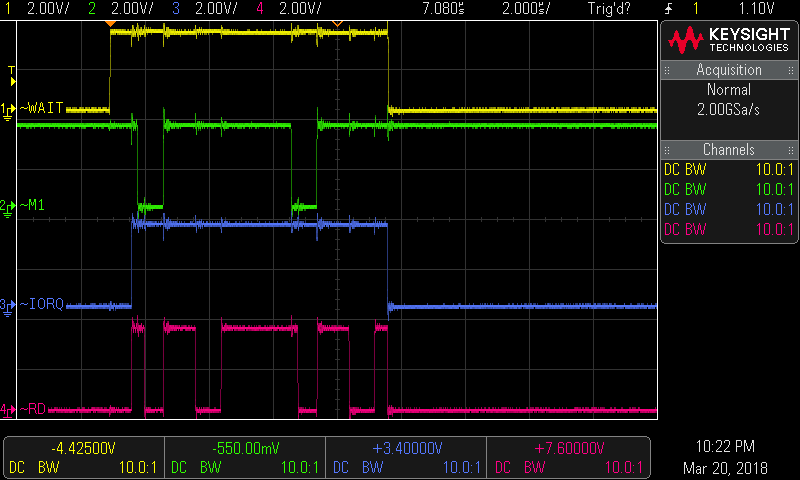 1 2.00V/ 2 2.00V/ 3 2.00V/ 4 2.00V/ 7.080s 2.000s/ Trig'd? 1 1.10V
KEYSIGHT
TECHNOLOGIES
Acquisition
Normal
2.00GSa/s
Channels
DC BW 10.0:1
DC BW 10.0:1
DC BW 10.0:1
DC BW 10.0:1
T
1 ~WAIT
2 ~M1
3 ~IORQ
4 ~RD
-4.42500V -550.00mV +3.40000V +7.60000V
DC BW 10.0:1 DC BW 10.0:1 DC BW 10.0:1 DC BW 10.0:1
10:22 PM
Mar 20, 2018